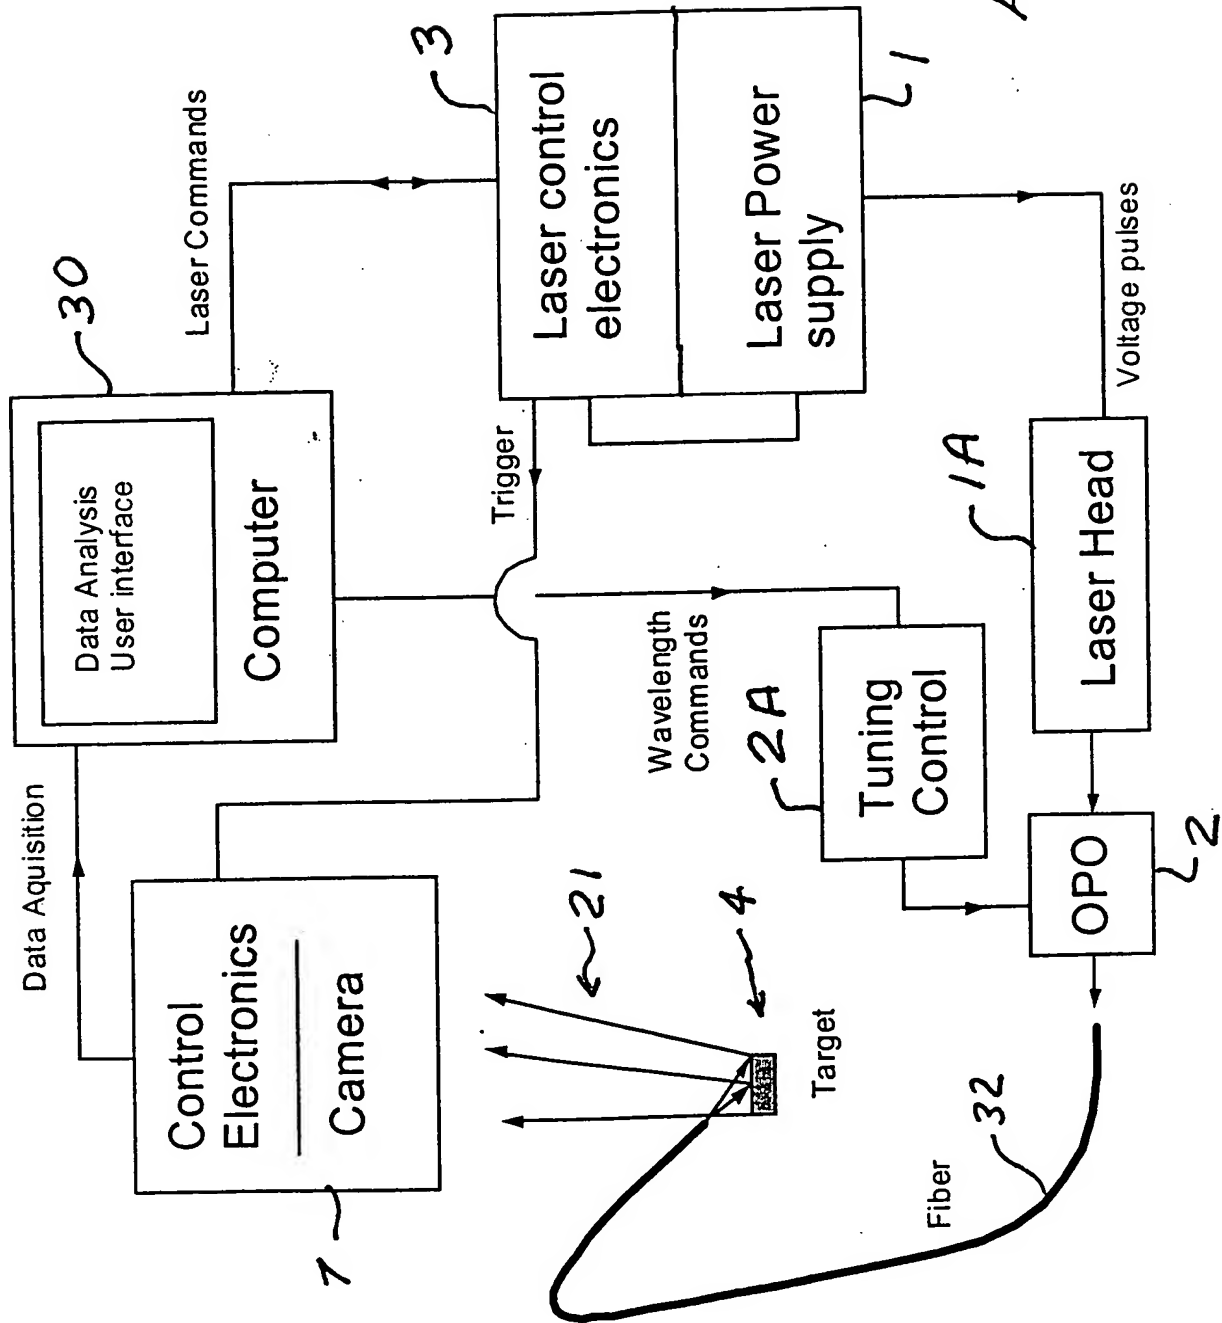 Data Aquisition
Data Analysis
User interface
Computer
30
Laser Commands
Control
Electronics
Camera
7
3
Laser control
electronics
Laser Power
supply
1
Trigger
21
4
Target
Wavelength
Commands
2A
Tuning
Control
1A
Laser Head
Voltage pulses
Fiber
32
OPO
2